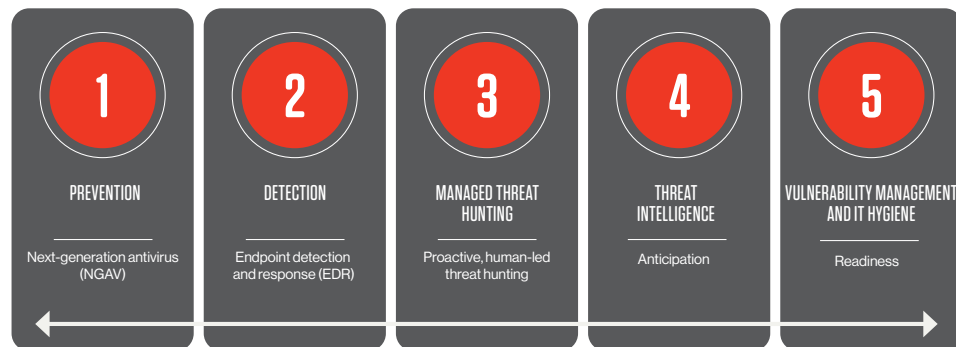 1
PREVENTION
Next-generation antivirus
(NGAV)
2
DETECTION
Endpoint detection
and response (EDR)
3
MANAGED THREAT
HUNTING
Proactive, human-led
threat hunting
4
THREAT
INTELLIGENCE
Anticipation
5
VULNERABILITY MANAGEMENT
AND IT HYGIENE
Readiness